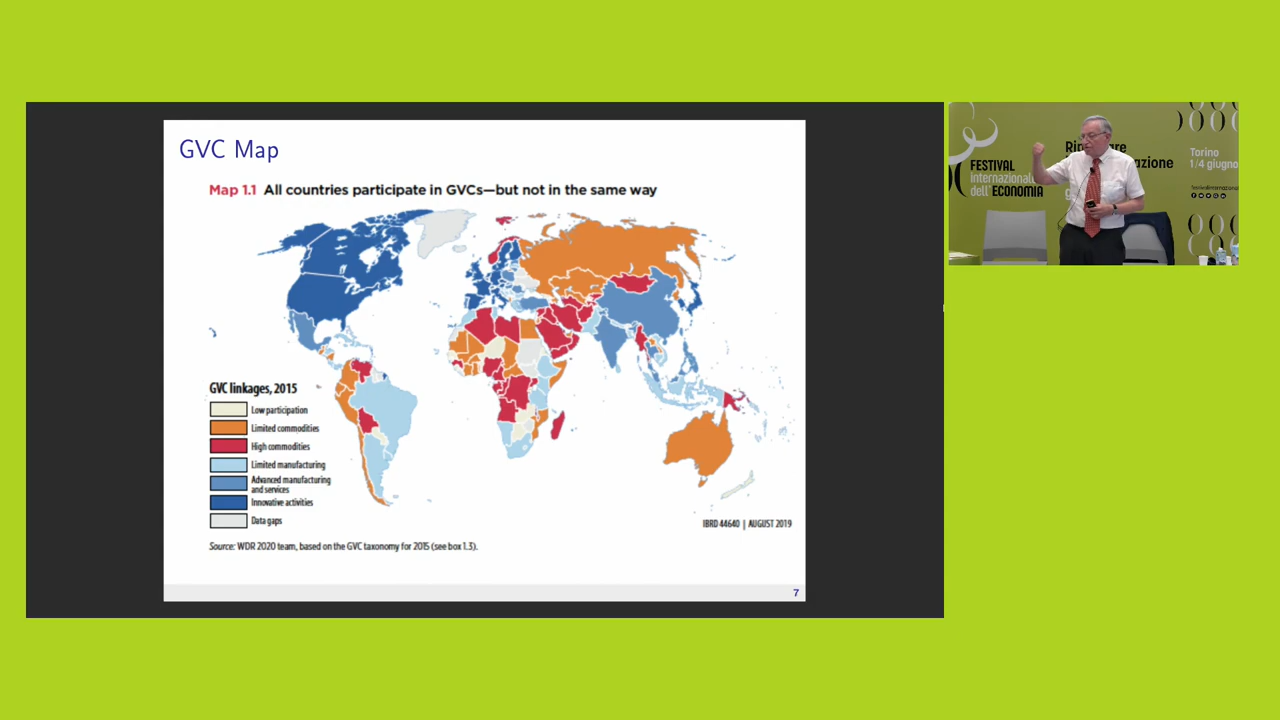 GVC Map
Map 1.1 All countries participate in GVCs—but not in the same way
GVC linkages, 2015
Low participation
Limited commodities
High commodities
Limited manufacturing
Advanced manufacturing
and services
Innovative activities
Data gaps
IBRD 44640 | AUGUST 2019
Source: WDR 2020 team, based on the GVC taxonomy for 2015 (see box 1.3).
7
FESTIVAL
internazionale
dell'ECONOMIA
Torino
1/4 giugno